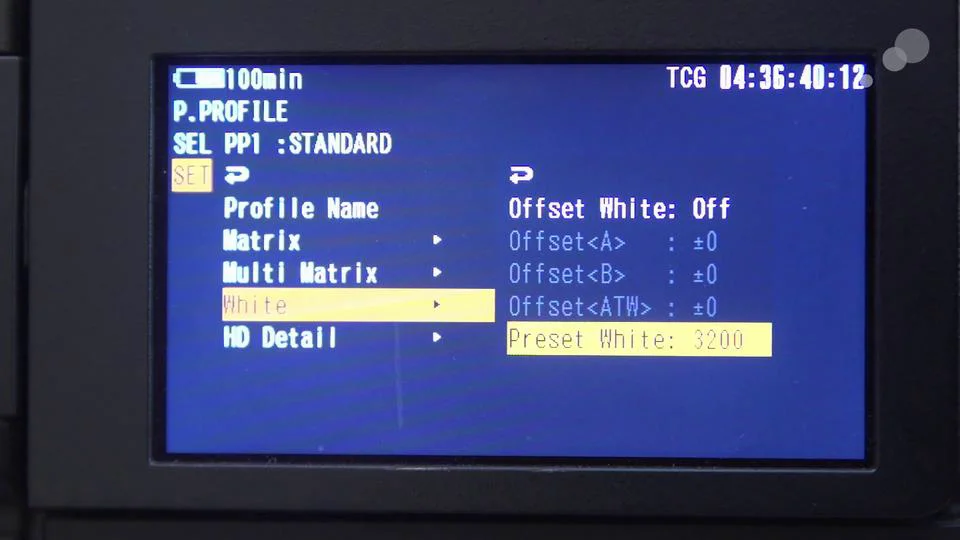 100min TCG 04:36:40:12
P.PROFILE
SEL PP1 :STANDARD
SET
Profile Name Offset White: Off
Matrix Offset<A> : ±0
Multi Matrix Offset<B> : ±0
White Offset<ATW> : ±0
HD Detail Preset White: 3200